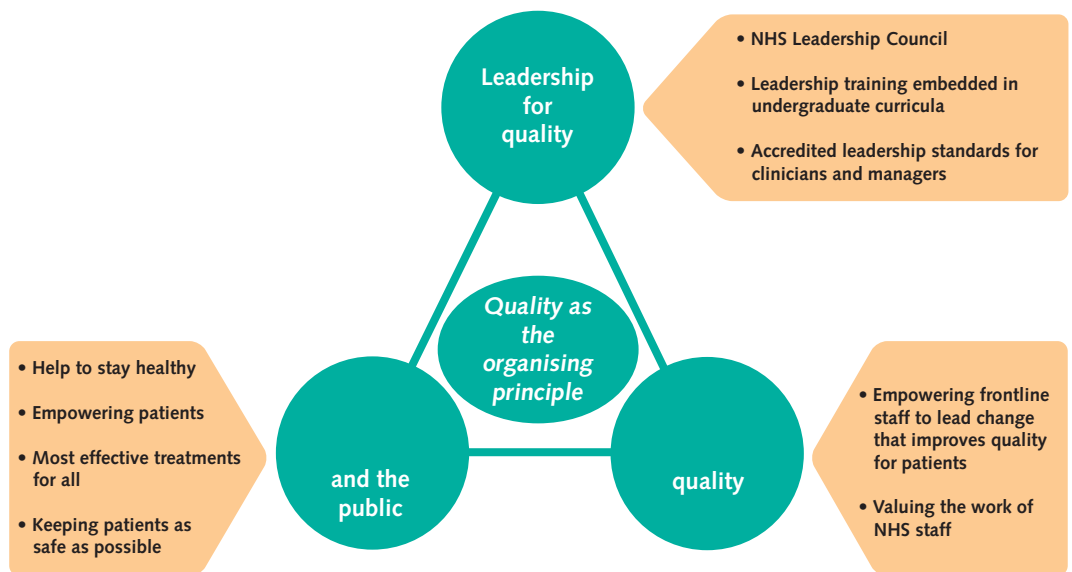 Leadership
for
quality
• NHS Leadership Council
• Leadership training embedded in
undergraduate curricula
• Accredited leadership standards for
clinicians and managers
Quality as
the
organising
principle
• Help to stay healthy
• Empowering patients
• Most effective treatments
for all
• Keeping patients as
safe as possible
and the
public
quality
• Empowering frontline
staff to lead change
that improves quality
for patients
• Valuing the work of
NHS staff